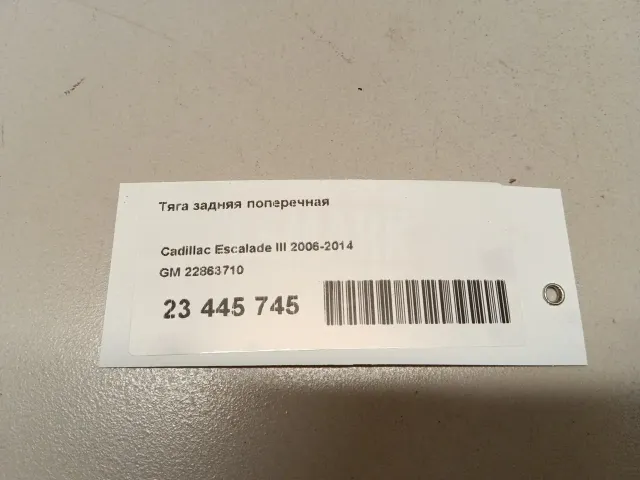 Тяга задняя поперечная
Cadillac Escalade III 2006-2014
GM 22863710
23 445 745